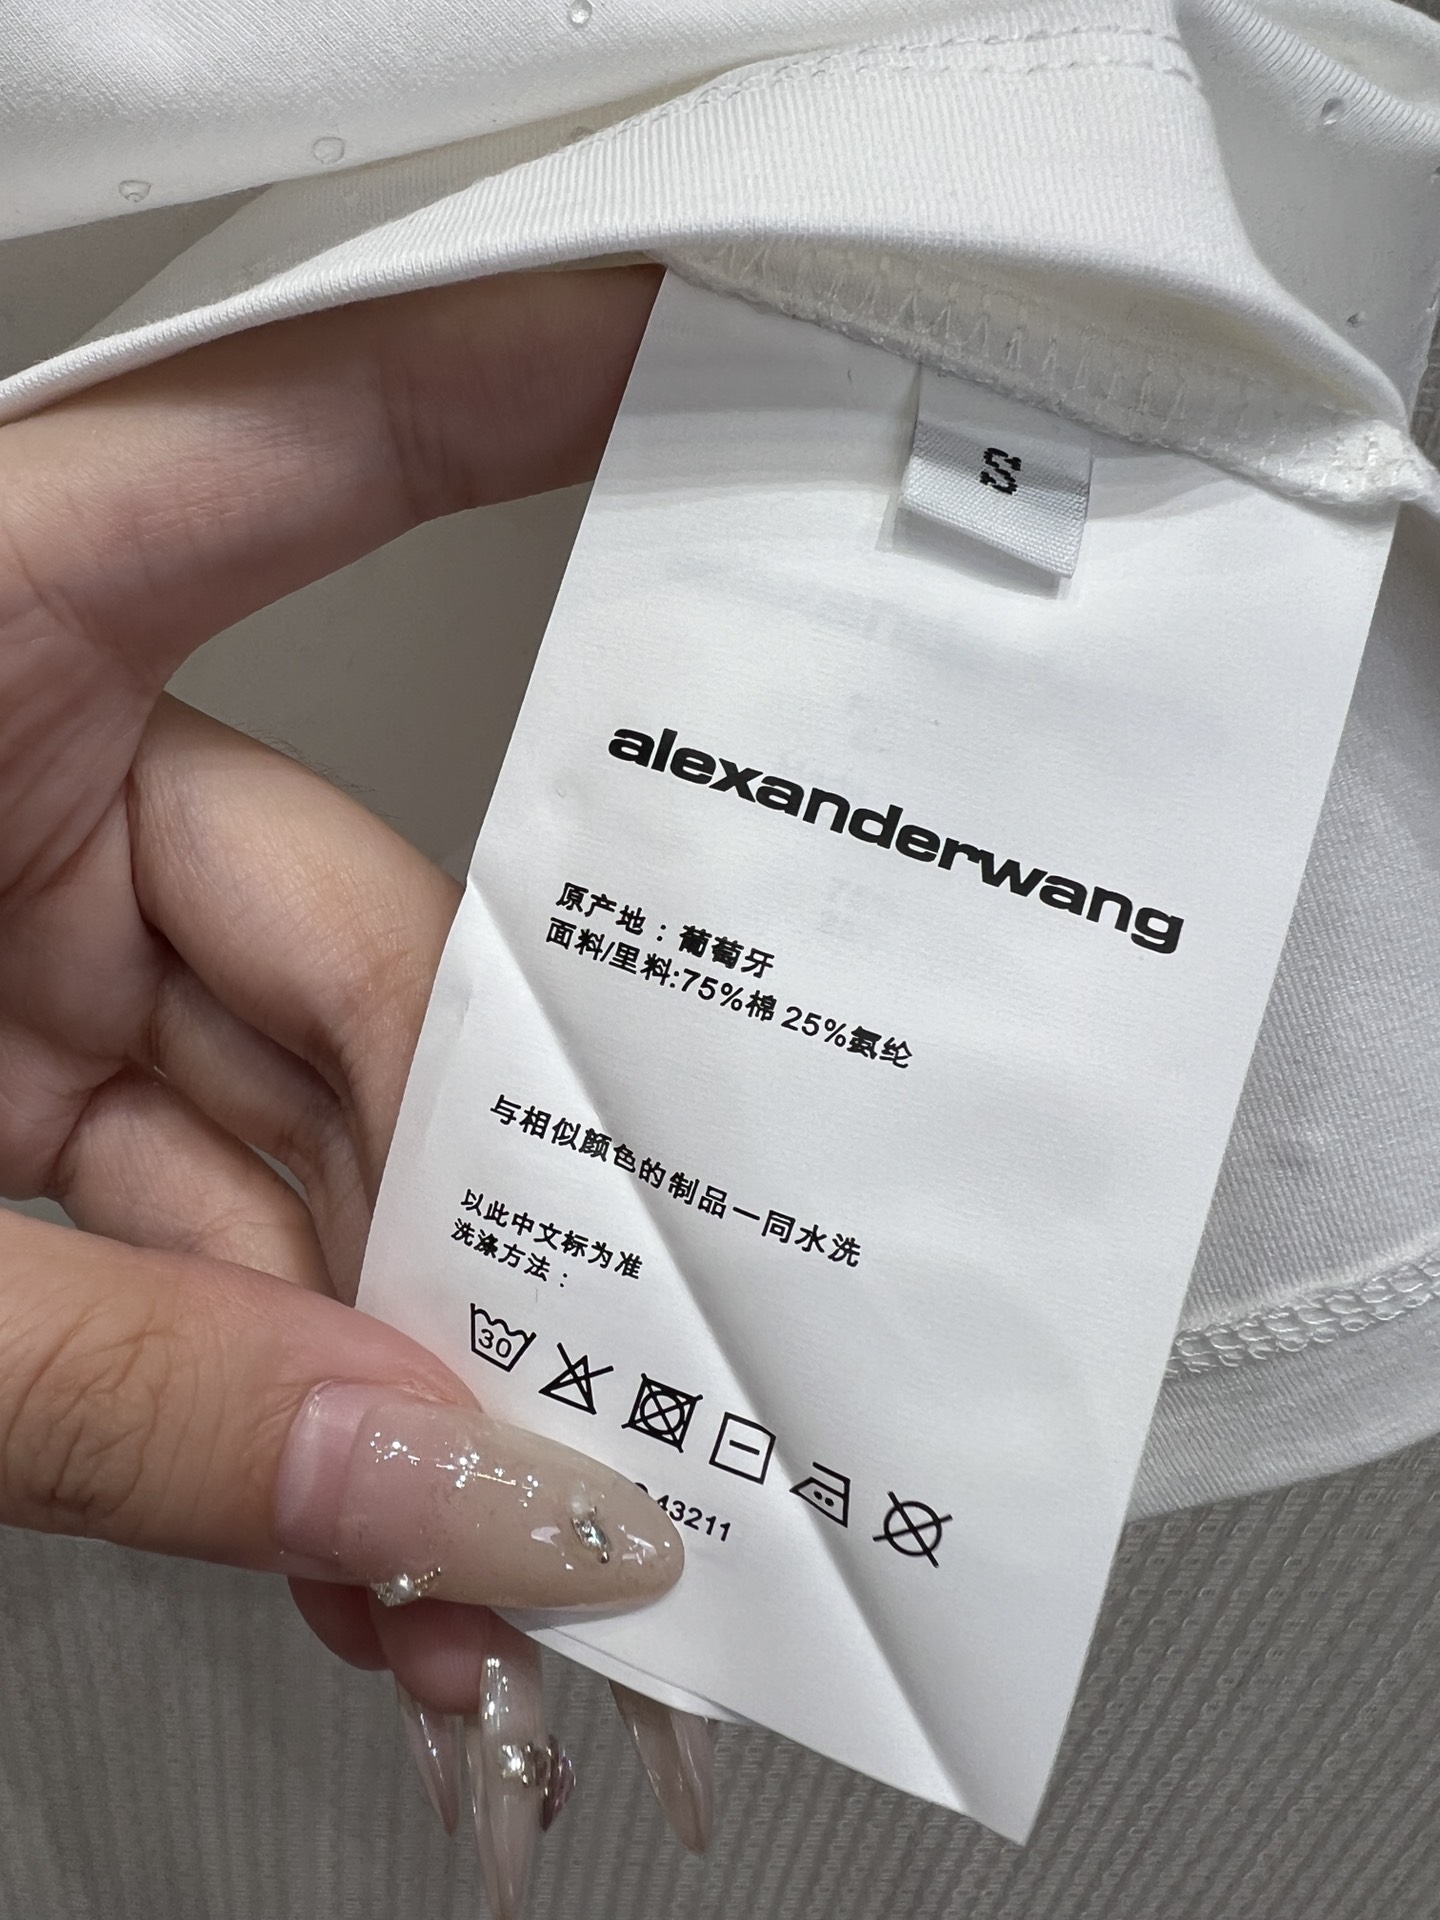 S
alexanderwang
原产地：葡萄牙
面料/里料:75%棉 25%氨纶
与相似颜色的制品一同水洗
以此中文标为准
洗涤方法：
30
43211